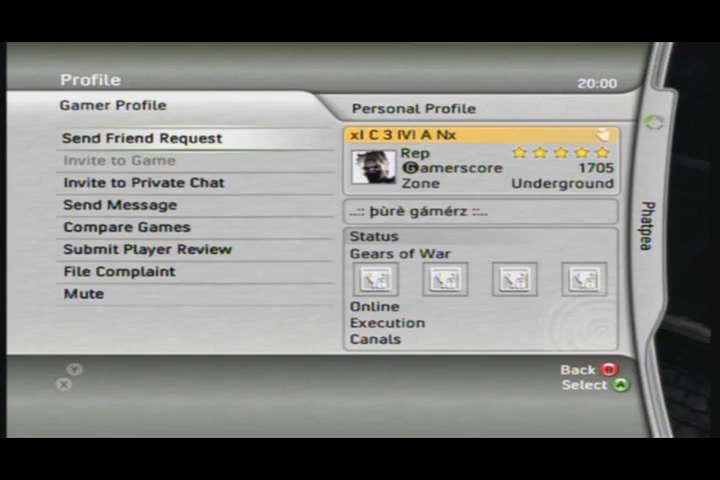 Profile
20:00
Gamer Profile
Personal Profile
Send Friend Request
Invite to Game
Invite to Private Chat
Send Message
Compare Games
Submit Player Review
File Complaint
Mute
xI C 3 IVI A Nx
Rep
Gamerscore 1705
Zone Underground
..:: þùrè gámérz ::..
Status
Gears of War
Online
Execution
Canals
Phatpea
Y
X
Back B
Select A